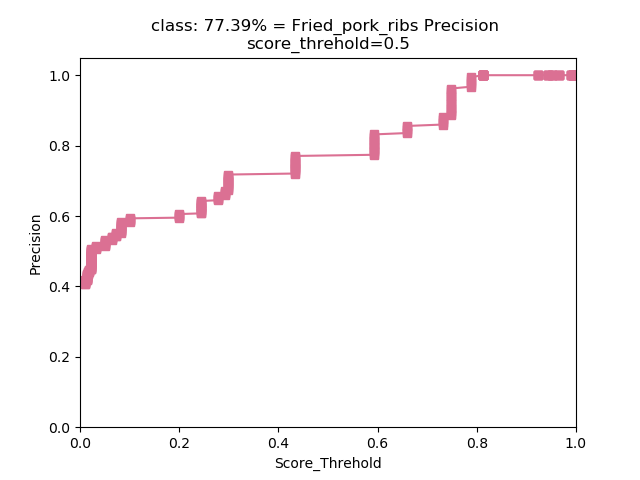 class: 77.39% = Fried_pork_ribs Precision
score_threhold=0.5
1.0
0.8
0.6
0.4
0.2
0.0
Precision
0.0 0.2 0.4 0.6 0.8 1.0
Score_Threhold